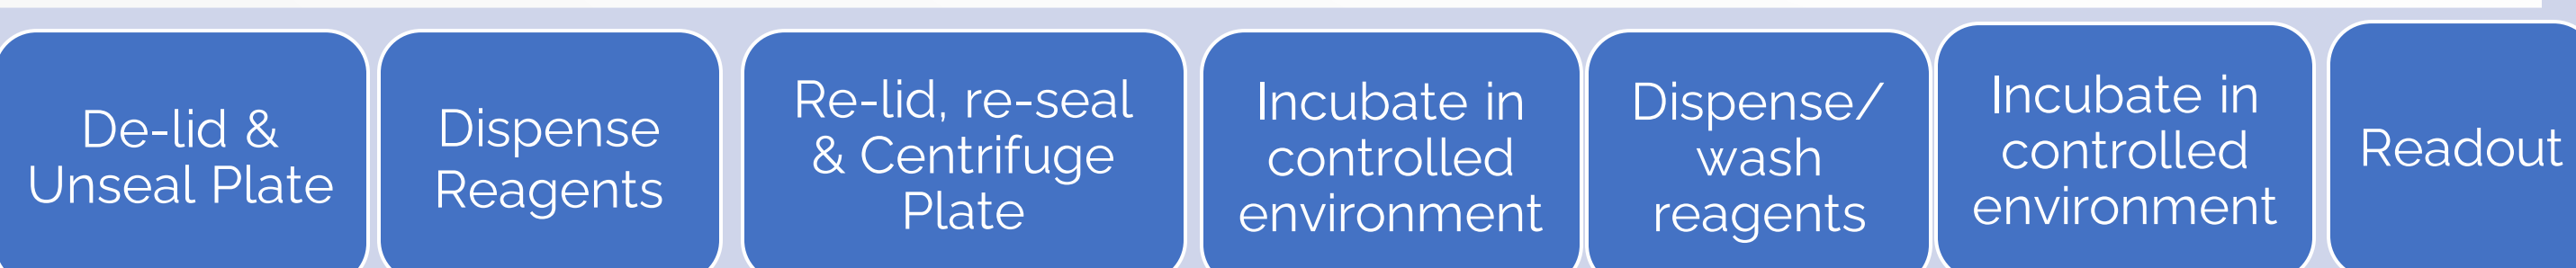 De-lid &
Unseal Plate
Dispense
Reagents
Re-lid, re-seal
& Centrifuge
Plate
Incubate in
controlled
environment
Dispense/
wash
reagents
Incubate in
controlled
environment
Readout